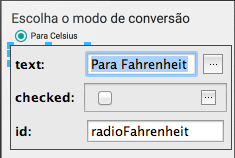 Escolha o modo de conversão
Para Celsius
text: Para Fahrenheit ...
checked: ...
id: radioFahrenheit